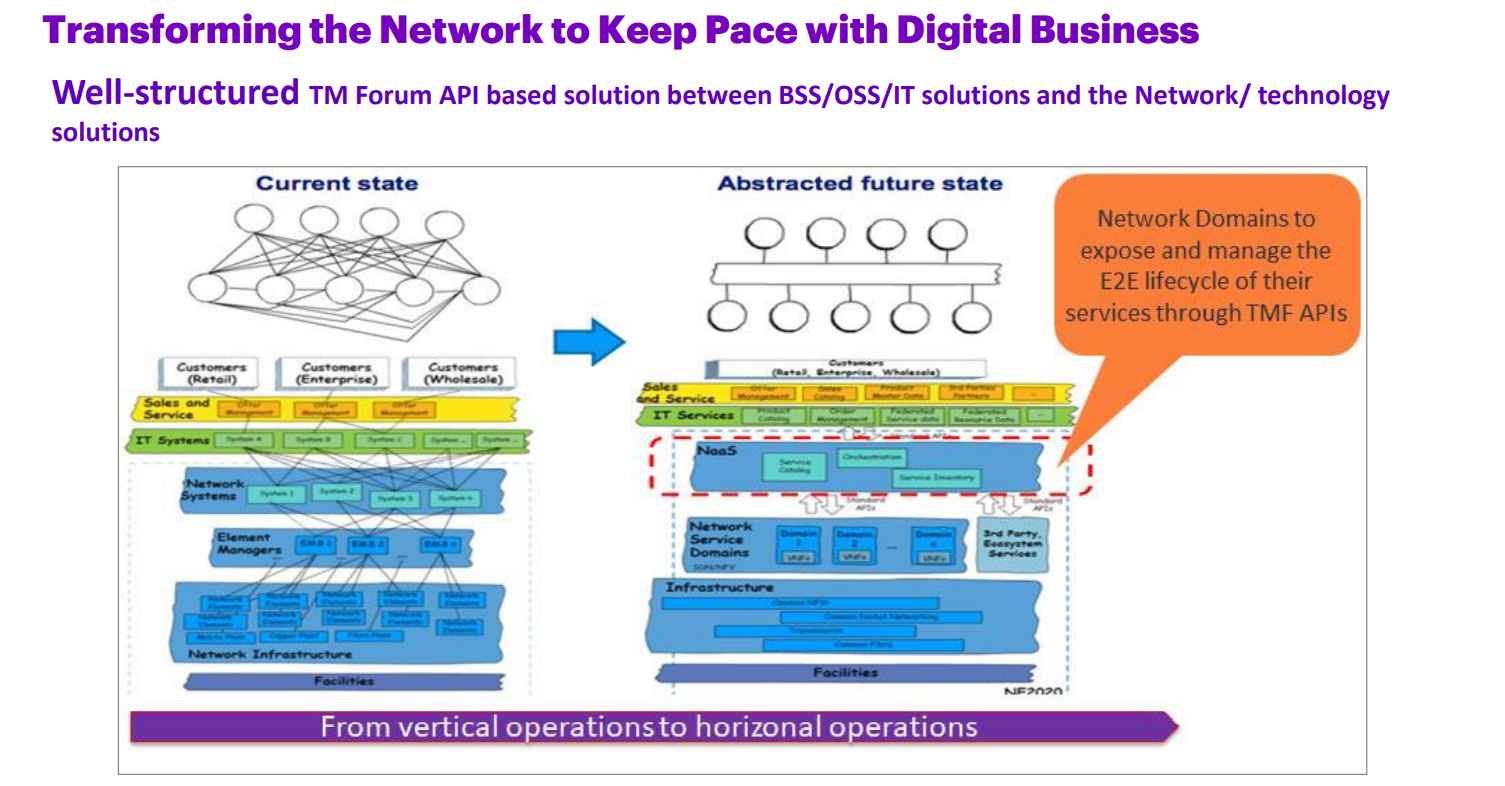 Transforming the Network to Keep Pace with Digital Business
Well-structured TM Forum API based solution between BSS/OSS/IT solutions and the Network/ technology
solutions
Current state
Customers
(Retail)
Customers
(Enterprise)
Customers
(Wholesale)
Sales and
Service
Offer
Management
Offer
Management
Offer
Management
IT Systems
System A
System B
System C
System ..
System ..
Network
Systems
System 1
System 2
System 3
System n
Element
Managers
EMS 1
EMS 2
EMS n
Network
Elements
Network
Elements
Network
Elements
Network
Elements
Network
Elements
Network
Elements
Network
Elements
Network
Elements
Network
Elements
Network
Elements
Mobile Plant
Copper Plant
Fibre Plant
Network Infrastructure
Facilities
Abstracted future state
Customers
(Retail, Enterprise, Wholesale)
Sales
and Service
Offer
Management
Sales
Catalog
Product
Master Data
3rd Parties
Partners
...
IT Services
Product
Catalog
Order
Management
Federated
Service data
Federated
Resource Data
...
Standard APIs
NaaS
Service
Catalog
Orchestration
Service Inventory
Standard
APIs
Standard
APIs
Network
Service
Domains
SDN/NFV
Domain
1
VNFs
Domain
2
VNFs
...
Domain
n
VNFs
3rd Party,
Ecosystem
Services
Infrastructure
Common NFVi
Common Packet Networking
Transmission
Common Fibre
Facilities
NF2020
Network Domains to
expose and manage the
E2E lifecycle of their
services through TMF APIs
From vertical operations to horizonal operations